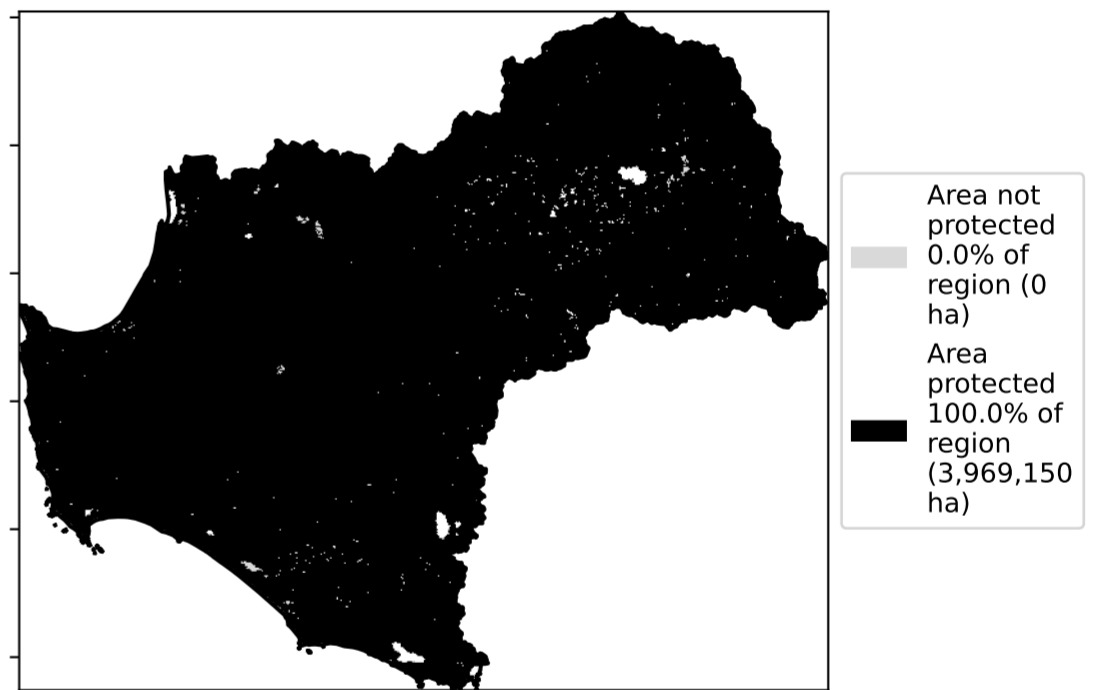 Area not
protected
0.0% of
region (0
ha)
Area
protected
100.0% of
region
(3,969,150
ha)